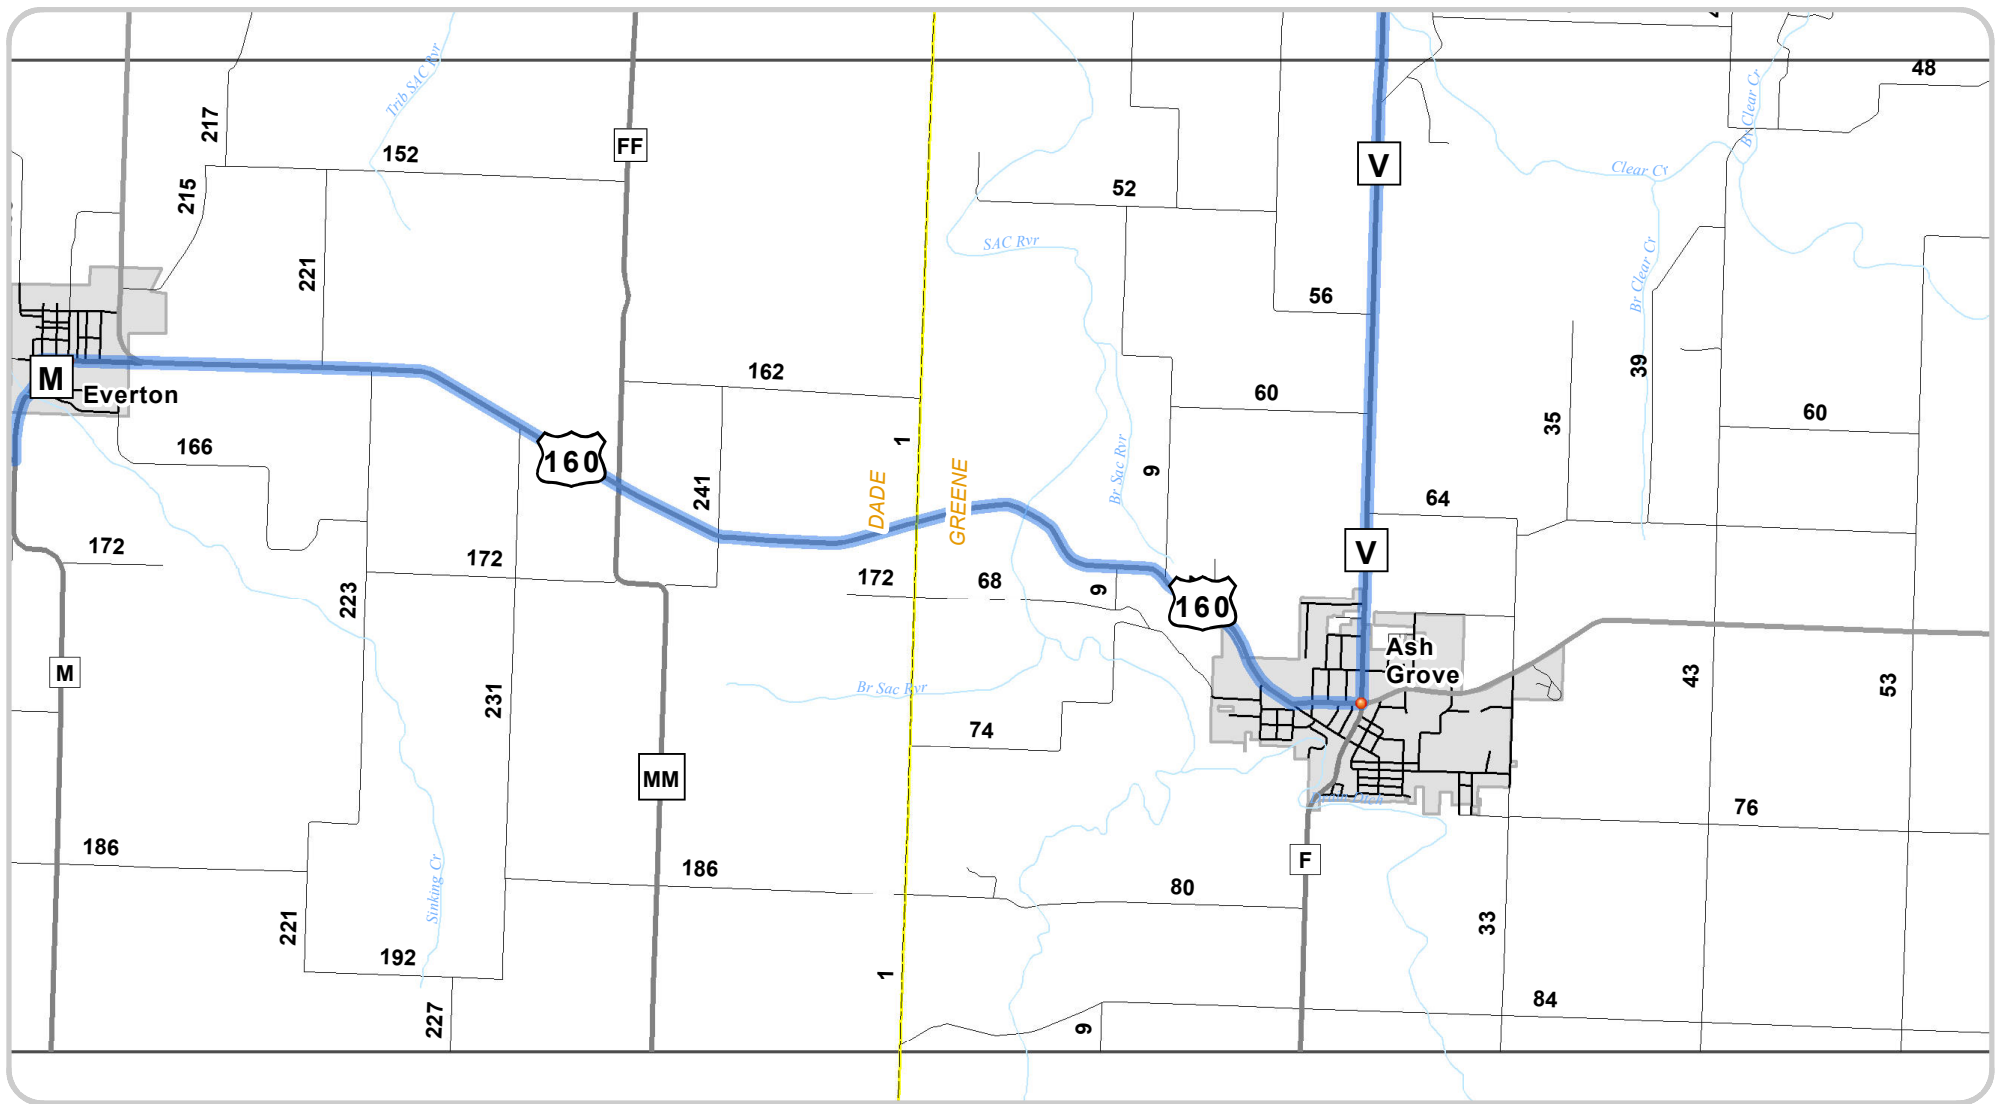 48
217
Trib SAC Rvr
FF
152
V
Br Clear Cr
Clear Cr
215
52
SAC Rvr
221
56
Br Clear Cr
M
Everton
162
60
39
35
60
166
160
1
DADE
GREENE
Br Sac Rvr
9
241
64
172
172
V
172
68
9
223
160
Ash
Grove
M
231
Br Sac Rvr
43
53
74
MM
76
186
186
F
80
Sinking Cr
221
33
192
1
227
9
84